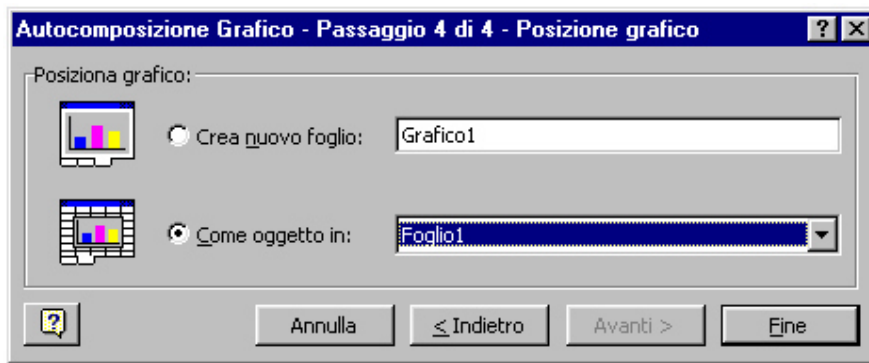 Autocomposizione Grafico - Passaggio 4 di 4 - Posizione grafico
Posiziona grafico:
Crea nuovo foglio: Grafico1
Come oggetto in: Foglio1
Annulla < Indietro Avanti > Fine